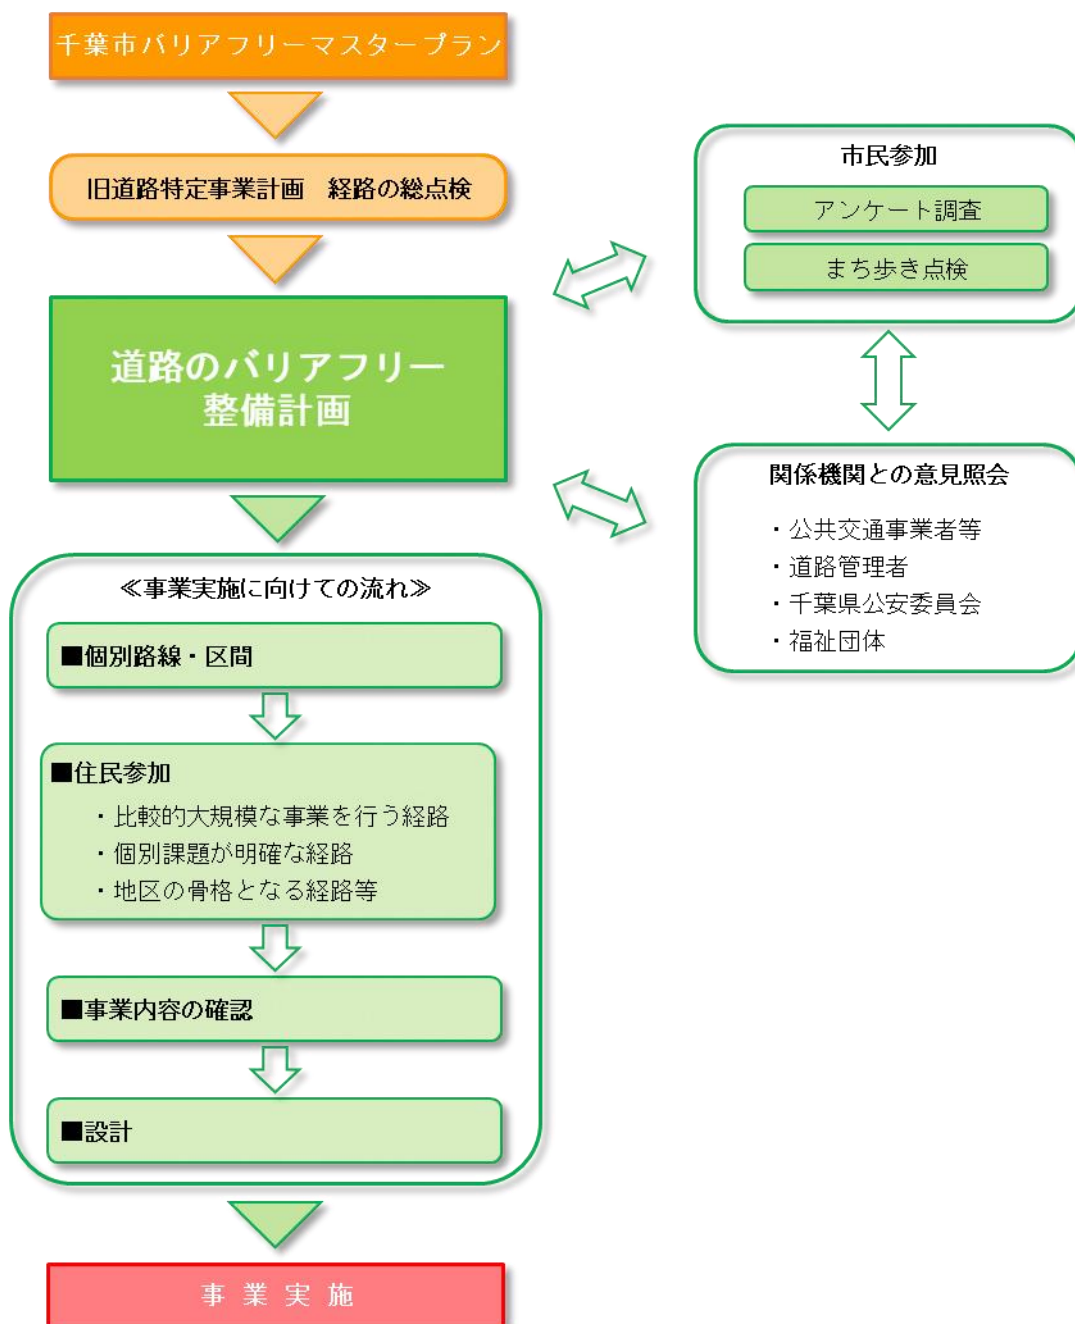 千葉市バリアフリーマスタープラン
旧道路特定事業計画　経路の総点検
道路のバリアフリー
整備計画
市民参加
アンケート調査
まち歩き点検
関係機関との意見照会
・公共交通事業者等
・道路管理者
・千葉県公安委員会
・福祉団体
≪事業実施に向けての流れ≫
■個別路線・区間
■住民参加
・比較的大規模な事業を行う経路
・個別課題が明確な経路
・地区の骨格となる経路等
■事業内容の確認
■設計
事業実施